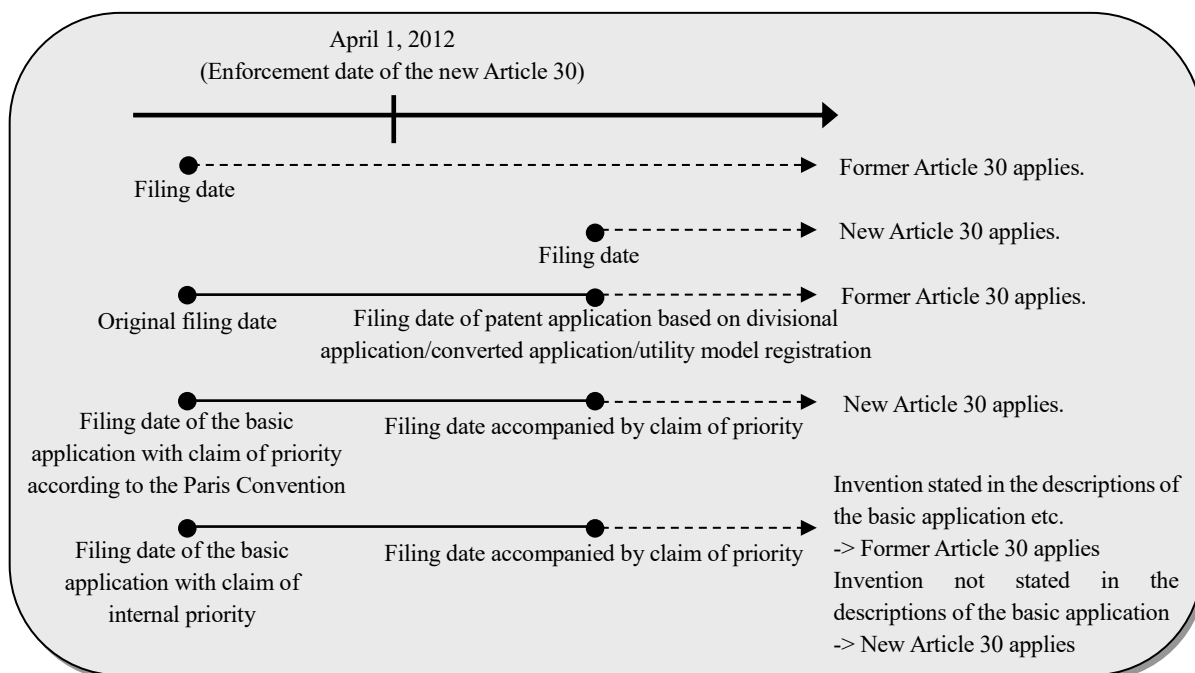 April 1, 2012
(Enforcement date of the new Article 30)
Filing date
Former Article 30 applies.
Filing date
New Article 30 applies.
Original filing date
Filing date of patent application based on divisional
application/converted application/utility model registration
Former Article 30 applies.
Filing date of the basic
application with claim of priority
according to the Paris Convention
Filing date accompanied by claim of priority
New Article 30 applies.
Filing date of the basic
application with claim of
internal priority
Filing date accompanied by claim of priority
Invention stated in the descriptions of
the basic application etc.
-> Former Article 30 applies
Invention not stated in the
descriptions of the basic application
-> New Article 30 applies